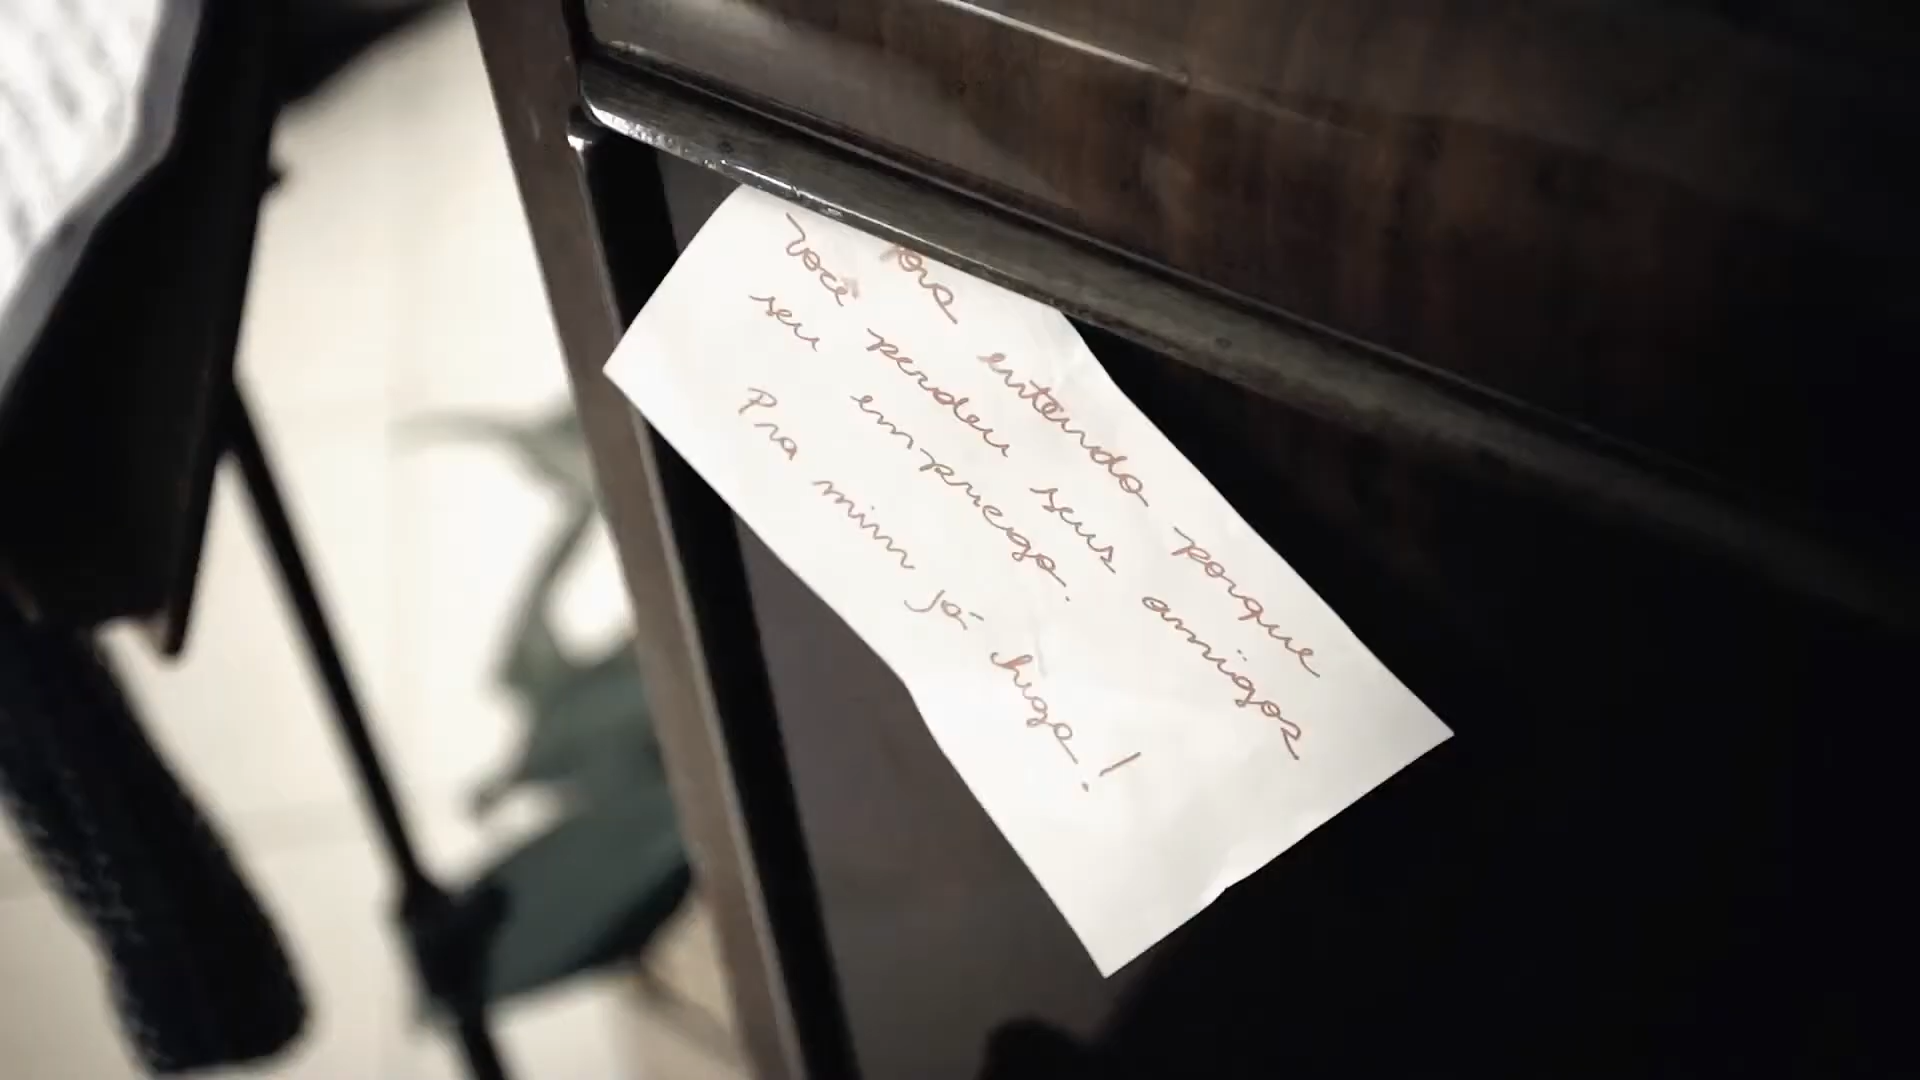 entendo porque
você perdeu seus amigos
seu emprego.
Pra mim já chega!